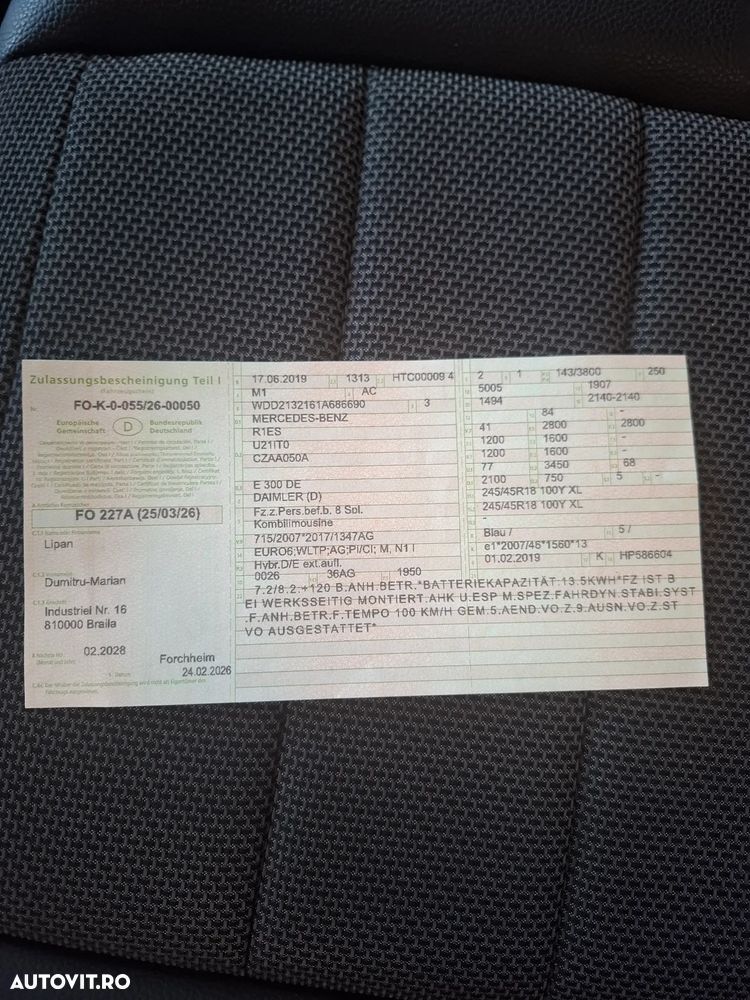 Zulassungsbescheinigung Teil I
(Fahrzeugschein)
Nr. FO-K-0-055/26-00050
Europäische Gemeinschaft D Bundesrepublik Deutschland
FO 227A (25/03/26)
Lipan
Dumitru-Marian
Industriei Nr. 16
810000 Braila
02.2028
Forchheim
24.02.2026
17.06.2019 1313 HTC00009 4
M1 AC
WDD2132161A686690 3
MERCEDES-BENZ
R1ES
U21IT0
CZAA050A
E 300 DE
DAIMLER (D)
Fz.z.Pers.bef.b. 8 Spl.
Kombilimousine
715/2007*2017/1347AG
EURO6;WLTP;AG;PI/CI; M, N1 I
Hybr.D/E ext.aufl.
0026 36AG 1950
2 1 143/3800 250
5005 1907
1494 2140-2140
84 -
41 2800 2800
1200 1600 -
1200 1600 -
77 3450 68
2100 750 5 -
245/45R18 100Y XL
245/45R18 100Y XL
-
Blau / 5 /
e1*2007/46*1560*13
01.02.2019 K HP586604
7.2/8.2.+120 B.ANH.BETR.*BATTERIEKAPAZITÄT:13.5KWH*FZ IST B
EI WERKSSEITIG MONTIERT.AHK U.ESP M.SPEZ.FAHRDYN.STABI.SYST
.F.ANH.BETR.F.TEMPO 100 KM/H GEM.5.AEND.VO.Z.9.AUSN.VO.Z.ST
VO AUSGESTATTET*
AUTOVIT.RO